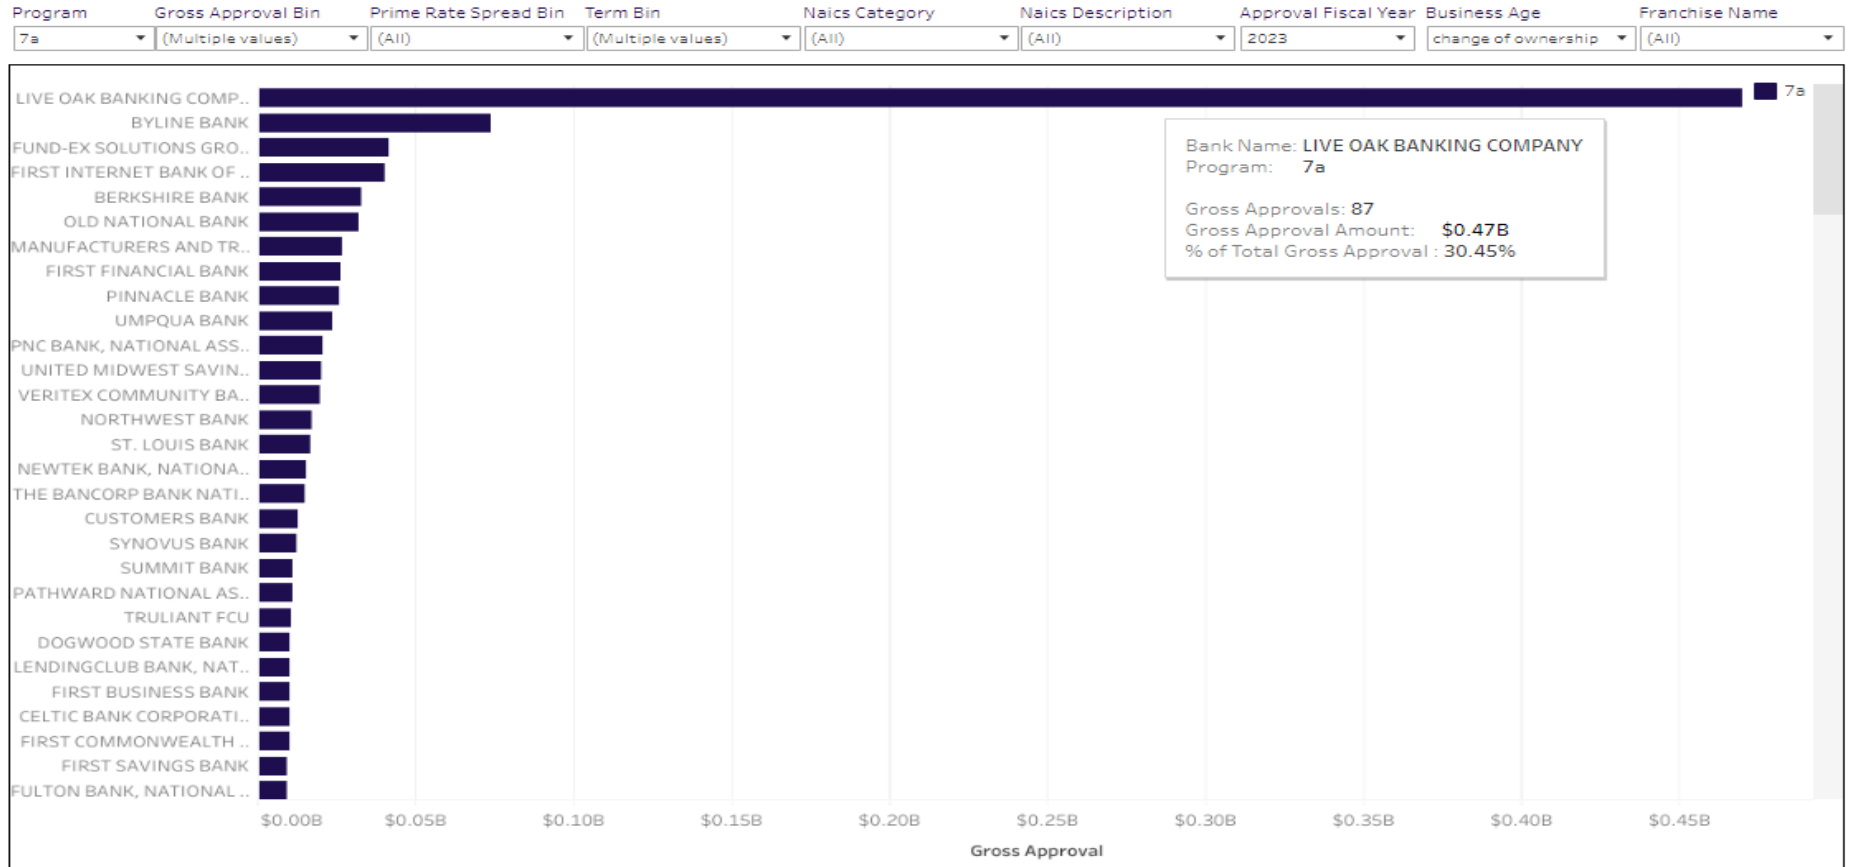 Program Gross Approval Bin Prime Rate Spread Bin Term Bin Naics Category Naics Description Approval Fiscal Year Business Age Franchise Name
7a (Multiple values) (All) (Multiple values) (All) (All) 2023 change of ownership (All)
LIVE OAK BANKING COMP..
7a
BYLINE BANK
FUND-EX SOLUTIONS GRO..
FIRST INTERNET BANK OF ..
BERKSHIRE BANK
OLD NATIONAL BANK
MANUFACTURERS AND TR..
FIRST FINANCIAL BANK
PINNACLE BANK
UMPQUA BANK
PNC BANK, NATIONAL ASS..
UNITED MIDWEST SAVIN..
VERITEX COMMUNITY BA..
NORTHWEST BANK
ST. LOUIS BANK
NEWTEK BANK, NATIONA..
THE BANCORP BANK NATI..
CUSTOMERS BANK
SYNOVUS BANK
SUMMIT BANK
PATHWARD NATIONAL AS..
TRULIANT FCU
DOGWOOD STATE BANK
LENDINGCLUB BANK, NAT..
FIRST BUSINESS BANK
CELTIC BANK CORPORATI..
FIRST COMMONWEALTH ..
FIRST SAVINGS BANK
FULTON BANK, NATIONAL ..
Bank Name: LIVE OAK BANKING COMPANY
Program: 7a
Gross Approvals: 87
Gross Approval Amount: $0.47B
% of Total Gross Approval : 30.45%
$0.00B $0.05B $0.10B $0.15B $0.20B $0.25B $0.30B $0.35B $0.40B $0.45B
Gross Approval